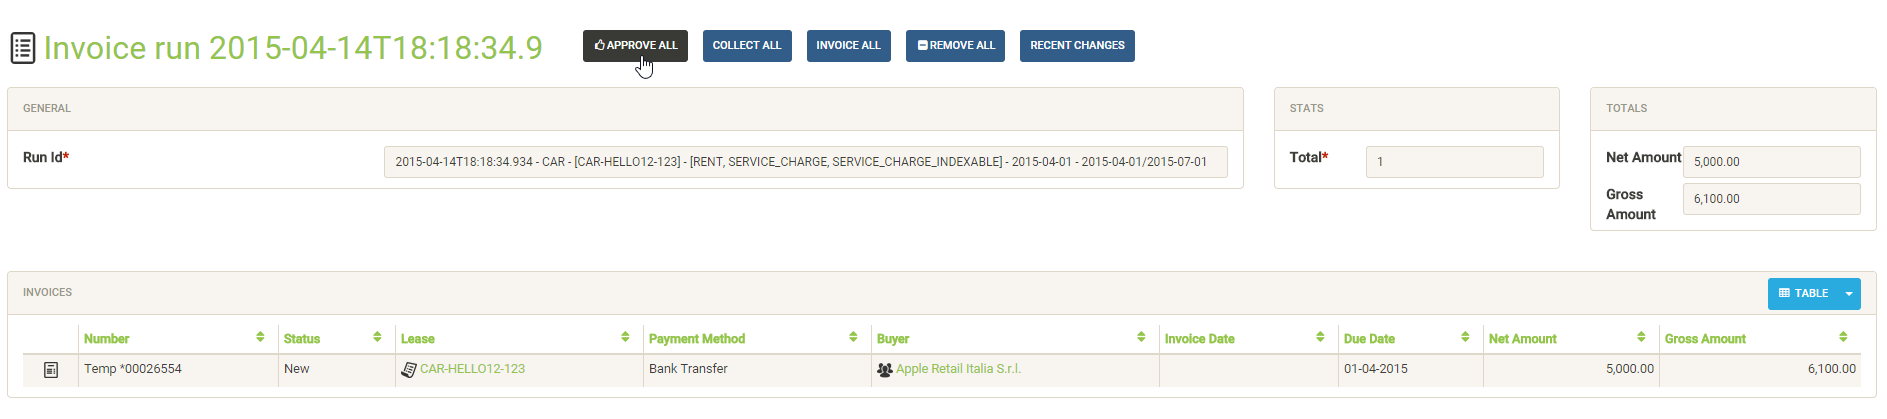 Invoice run 2015-04-14T18:18:34.9
APPROVE ALL
COLLECT ALL
INVOICE ALL
REMOVE ALL
RECENT CHANGES
GENERAL
Run Id*
2015-04-14T18:18:34.934 - CAR - [CAR-HELLO12-123] - [RENT, SERVICE_CHARGE, SERVICE_CHARGE_INDEXABLE] - 2015-04-01 - 2015-04-01/2015-07-01
STATS
Total*
1
TOTALS
Net Amount
5,000.00
Gross
Amount
6,100.00
INVOICES
TABLE
Number Status Lease Payment Method Buyer Invoice Date Due Date Net Amount Gross Amount
Temp *00026554 New CAR-HELLO12-123 Bank Transfer Apple Retail Italia S.r.l. 01-04-2015 5,000.00 6,100.00